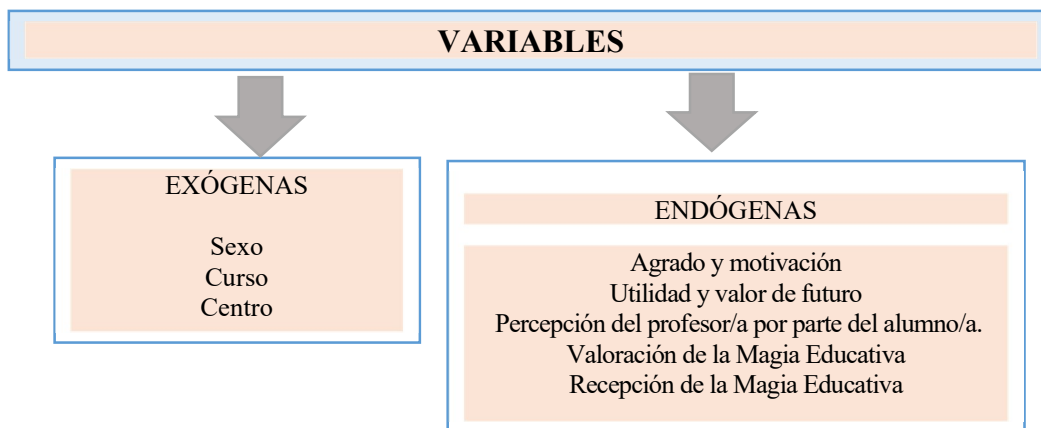 VARIABLES
EXÓGENAS
Sexo
Curso
Centro
ENDÓGENAS
Agrado y motivación
Utilidad y valor de futuro
Percepción del profesor/a por parte del alumno/a.
Valoración de la Magia Educativa
Recepción de la Magia Educativa